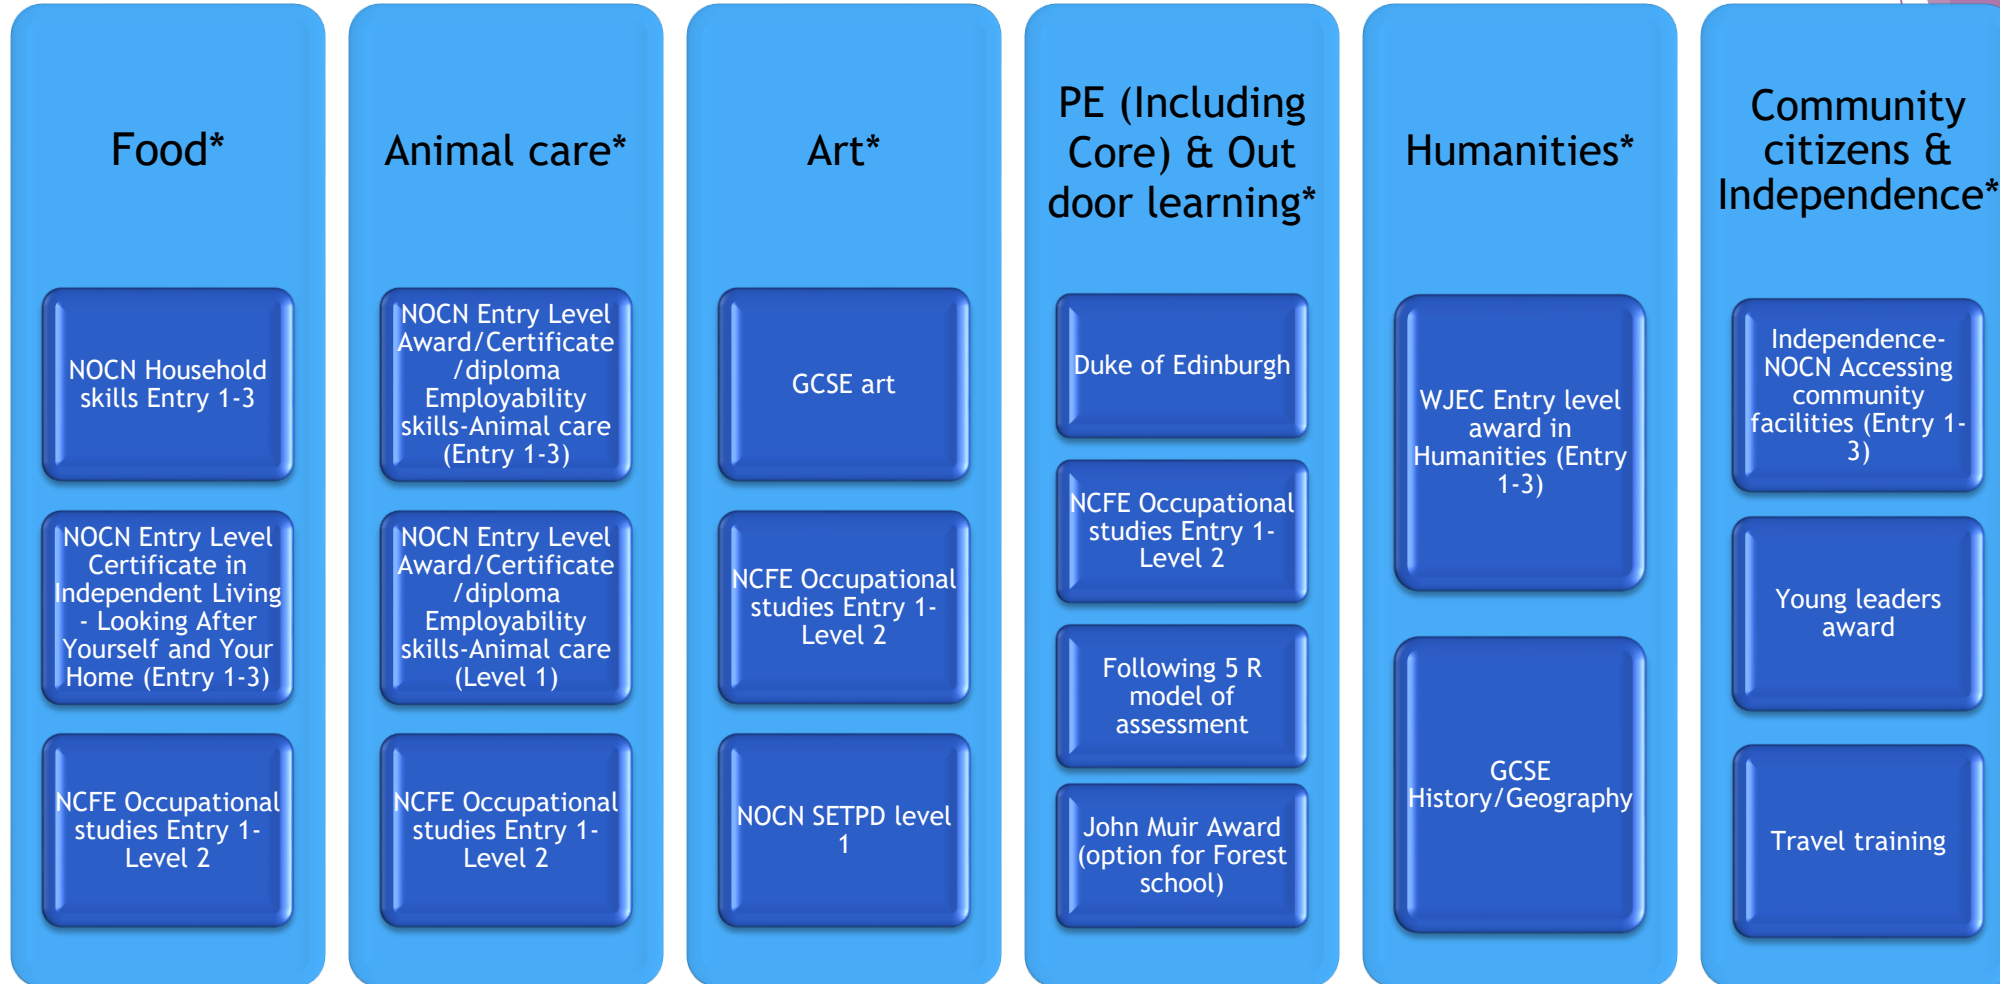 Food*
NOCN Household
skills Entry 1-3
NOCN Entry Level
Certificate in
Independent Living
- Looking After
Yourself and Your
Home (Entry 1-3)
NCFE Occupational
studies Entry 1-
Level 2
Animal care*
NOCN Entry Level
Award/Certificate
/diploma
Employability
skills-Animal care
(Entry 1-3)
NOCN Entry Level
Award/Certificate
/diploma
Employability
skills-Animal care
(Level 1)
NCFE Occupational
studies Entry 1-
Level 2
Art*
GCSE art
NCFE Occupational
studies Entry 1-
Level 2
NOCN SETPD level
1
PE (Including
Core) & Out
door learning*
Duke of Edinburgh
NCFE Occupational
studies Entry 1-
Level 2
Following 5 R
model of
assessment
John Muir Award
(option for Forest
school)
Humanities*
WJEC Entry level
award in
Humanities (Entry
1-3)
GCSE
History/Geography
Community
citizens &
Independence*
Independence-
NOCN Accessing
community
facilities (Entry 1-
3)
Young leaders
award
Travel training